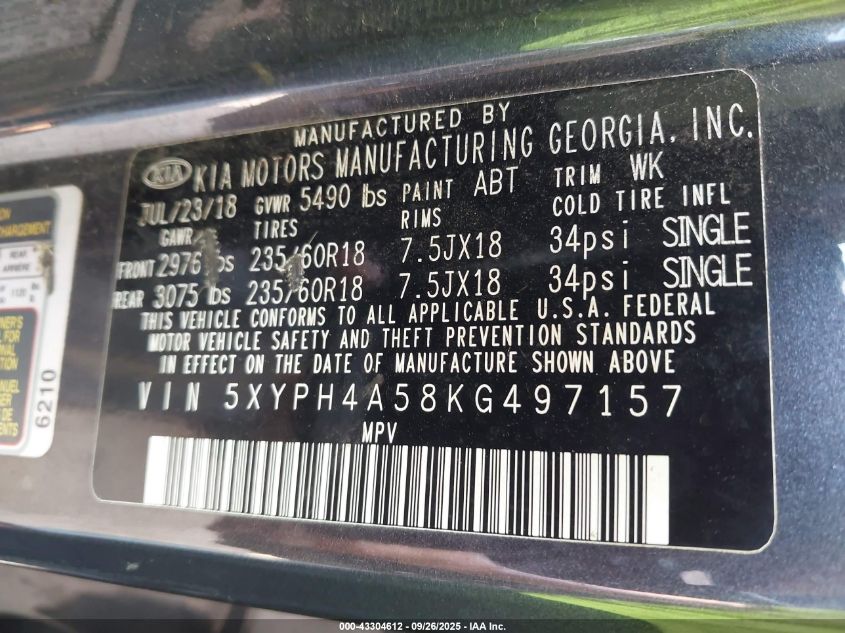 MANUFACTURED BY
KIA KIA MOTORS MANUFACTURING GEORGIA, INC.
JUL/23/18 GVWR 5490 lbs PAINT ABT TRIM WK
GAWR TIRES RIMS COLD TIRE INFL
FRONT 2976 lbs 235/60R18 7.5JX18 34psi SINGLE
REAR 3075 lbs 235/60R18 7.5JX18 34psi SINGLE
THIS VEHICLE CONFORMS TO ALL APPLICABLE U.S.A. FEDERAL
MOTOR VEHICLE SAFETY AND THEFT PREVENTION STANDARDS
IN EFFECT ON THE DATE OF MANUFACTURE SHOWN ABOVE
VIN 5XYPH4A58KG497157
MPV
REAR
ARRIERE
6210
000-43304612 - 09/26/2025 - IAA Inc.